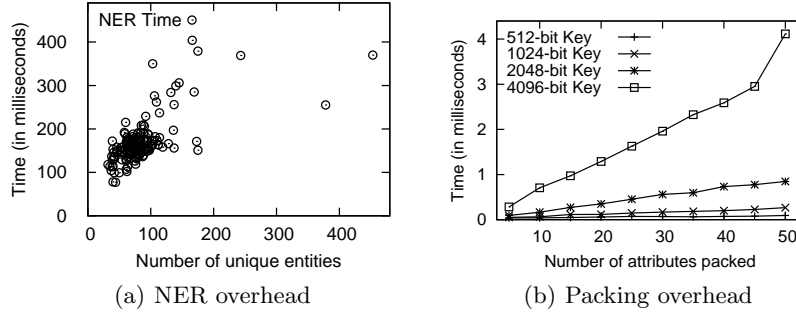 NER Time
400
300
200
100
0
0
100
200
300
400
Time (in milliseconds)
Number of unique entities
(a) NER overhead
512-bit Key
1024-bit Key
2048-bit Key
4096-bit Key
4
3
2
1
0
10
20
30
40
50
Time (in milliseconds)
Number of attributes packed
(b) Packing overhead